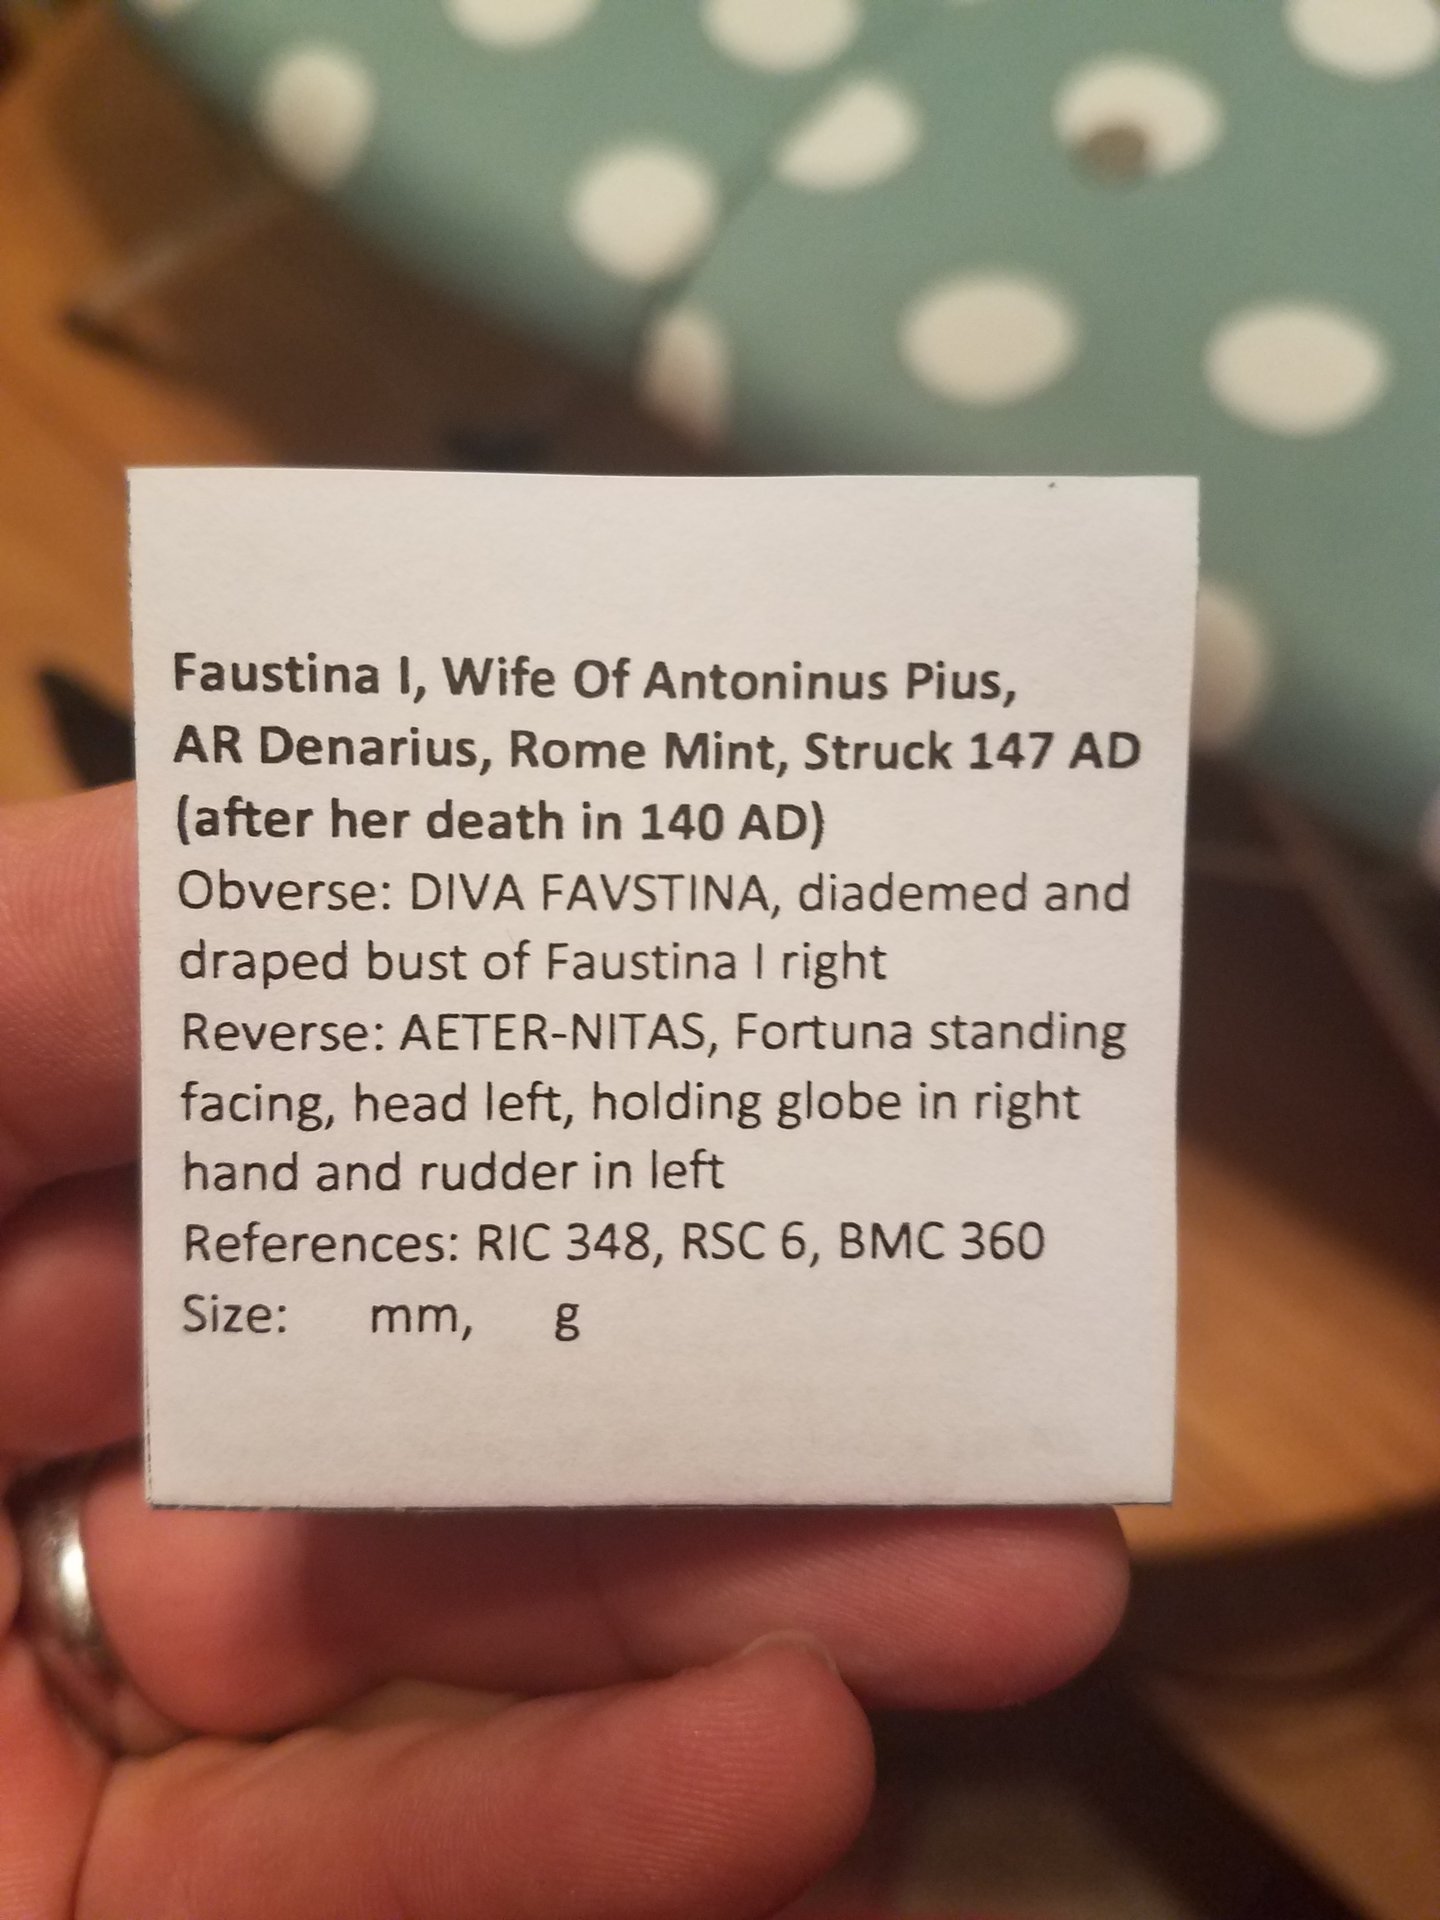 Faustina I, Wife Of Antoninus Pius,
AR Denarius, Rome Mint, Struck 147 AD
(after her death in 140 AD)
Obverse: DIVA FAVSTINA, diademed and
draped bust of Faustina I right
Reverse: AETER-NITAS, Fortuna standing
facing, head left, holding globe in right
hand and rudder in left
References: RIC 348, RSC 6, BMC 360
Size: mm, g